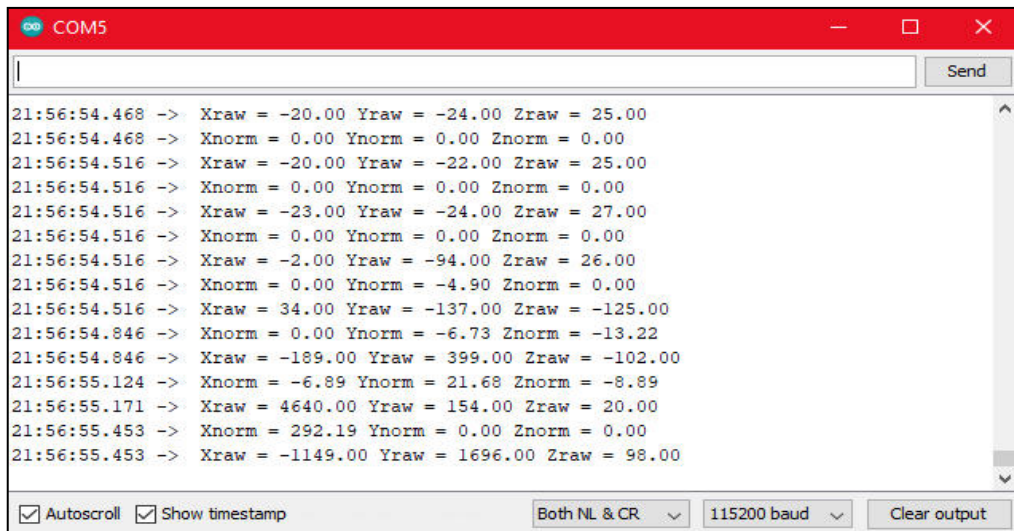 COM5
Send
21:56:54.468 -> Xraw = -20.00 Yraw = -24.00 Zraw = 25.00
21:56:54.468 -> Xnorm = 0.00 Ynorm = 0.00 Znorm = 0.00
21:56:54.516 -> Xraw = -20.00 Yraw = -22.00 Zraw = 25.00
21:56:54.516 -> Xnorm = 0.00 Ynorm = 0.00 Znorm = 0.00
21:56:54.516 -> Xraw = -23.00 Yraw = -24.00 Zraw = 27.00
21:56:54.516 -> Xnorm = 0.00 Ynorm = 0.00 Znorm = 0.00
21:56:54.516 -> Xraw = -2.00 Yraw = -94.00 Zraw = 26.00
21:56:54.516 -> Xnorm = 0.00 Ynorm = -4.90 Znorm = 0.00
21:56:54.516 -> Xraw = 34.00 Yraw = -137.00 Zraw = -125.00
21:56:54.846 -> Xnorm = 0.00 Ynorm = -6.73 Znorm = -13.22
21:56:54.846 -> Xraw = -189.00 Yraw = 399.00 Zraw = -102.00
21:56:55.124 -> Xnorm = -6.89 Ynorm = 21.68 Znorm = -8.89
21:56:55.171 -> Xraw = 4640.00 Yraw = 154.00 Zraw = 20.00
21:56:55.453 -> Xnorm = 292.19 Ynorm = 0.00 Znorm = 0.00
21:56:55.453 -> Xraw = -1149.00 Yraw = 1696.00 Zraw = 98.00
Autoscroll Show timestamp Both NL & CR 115200 baud Clear output